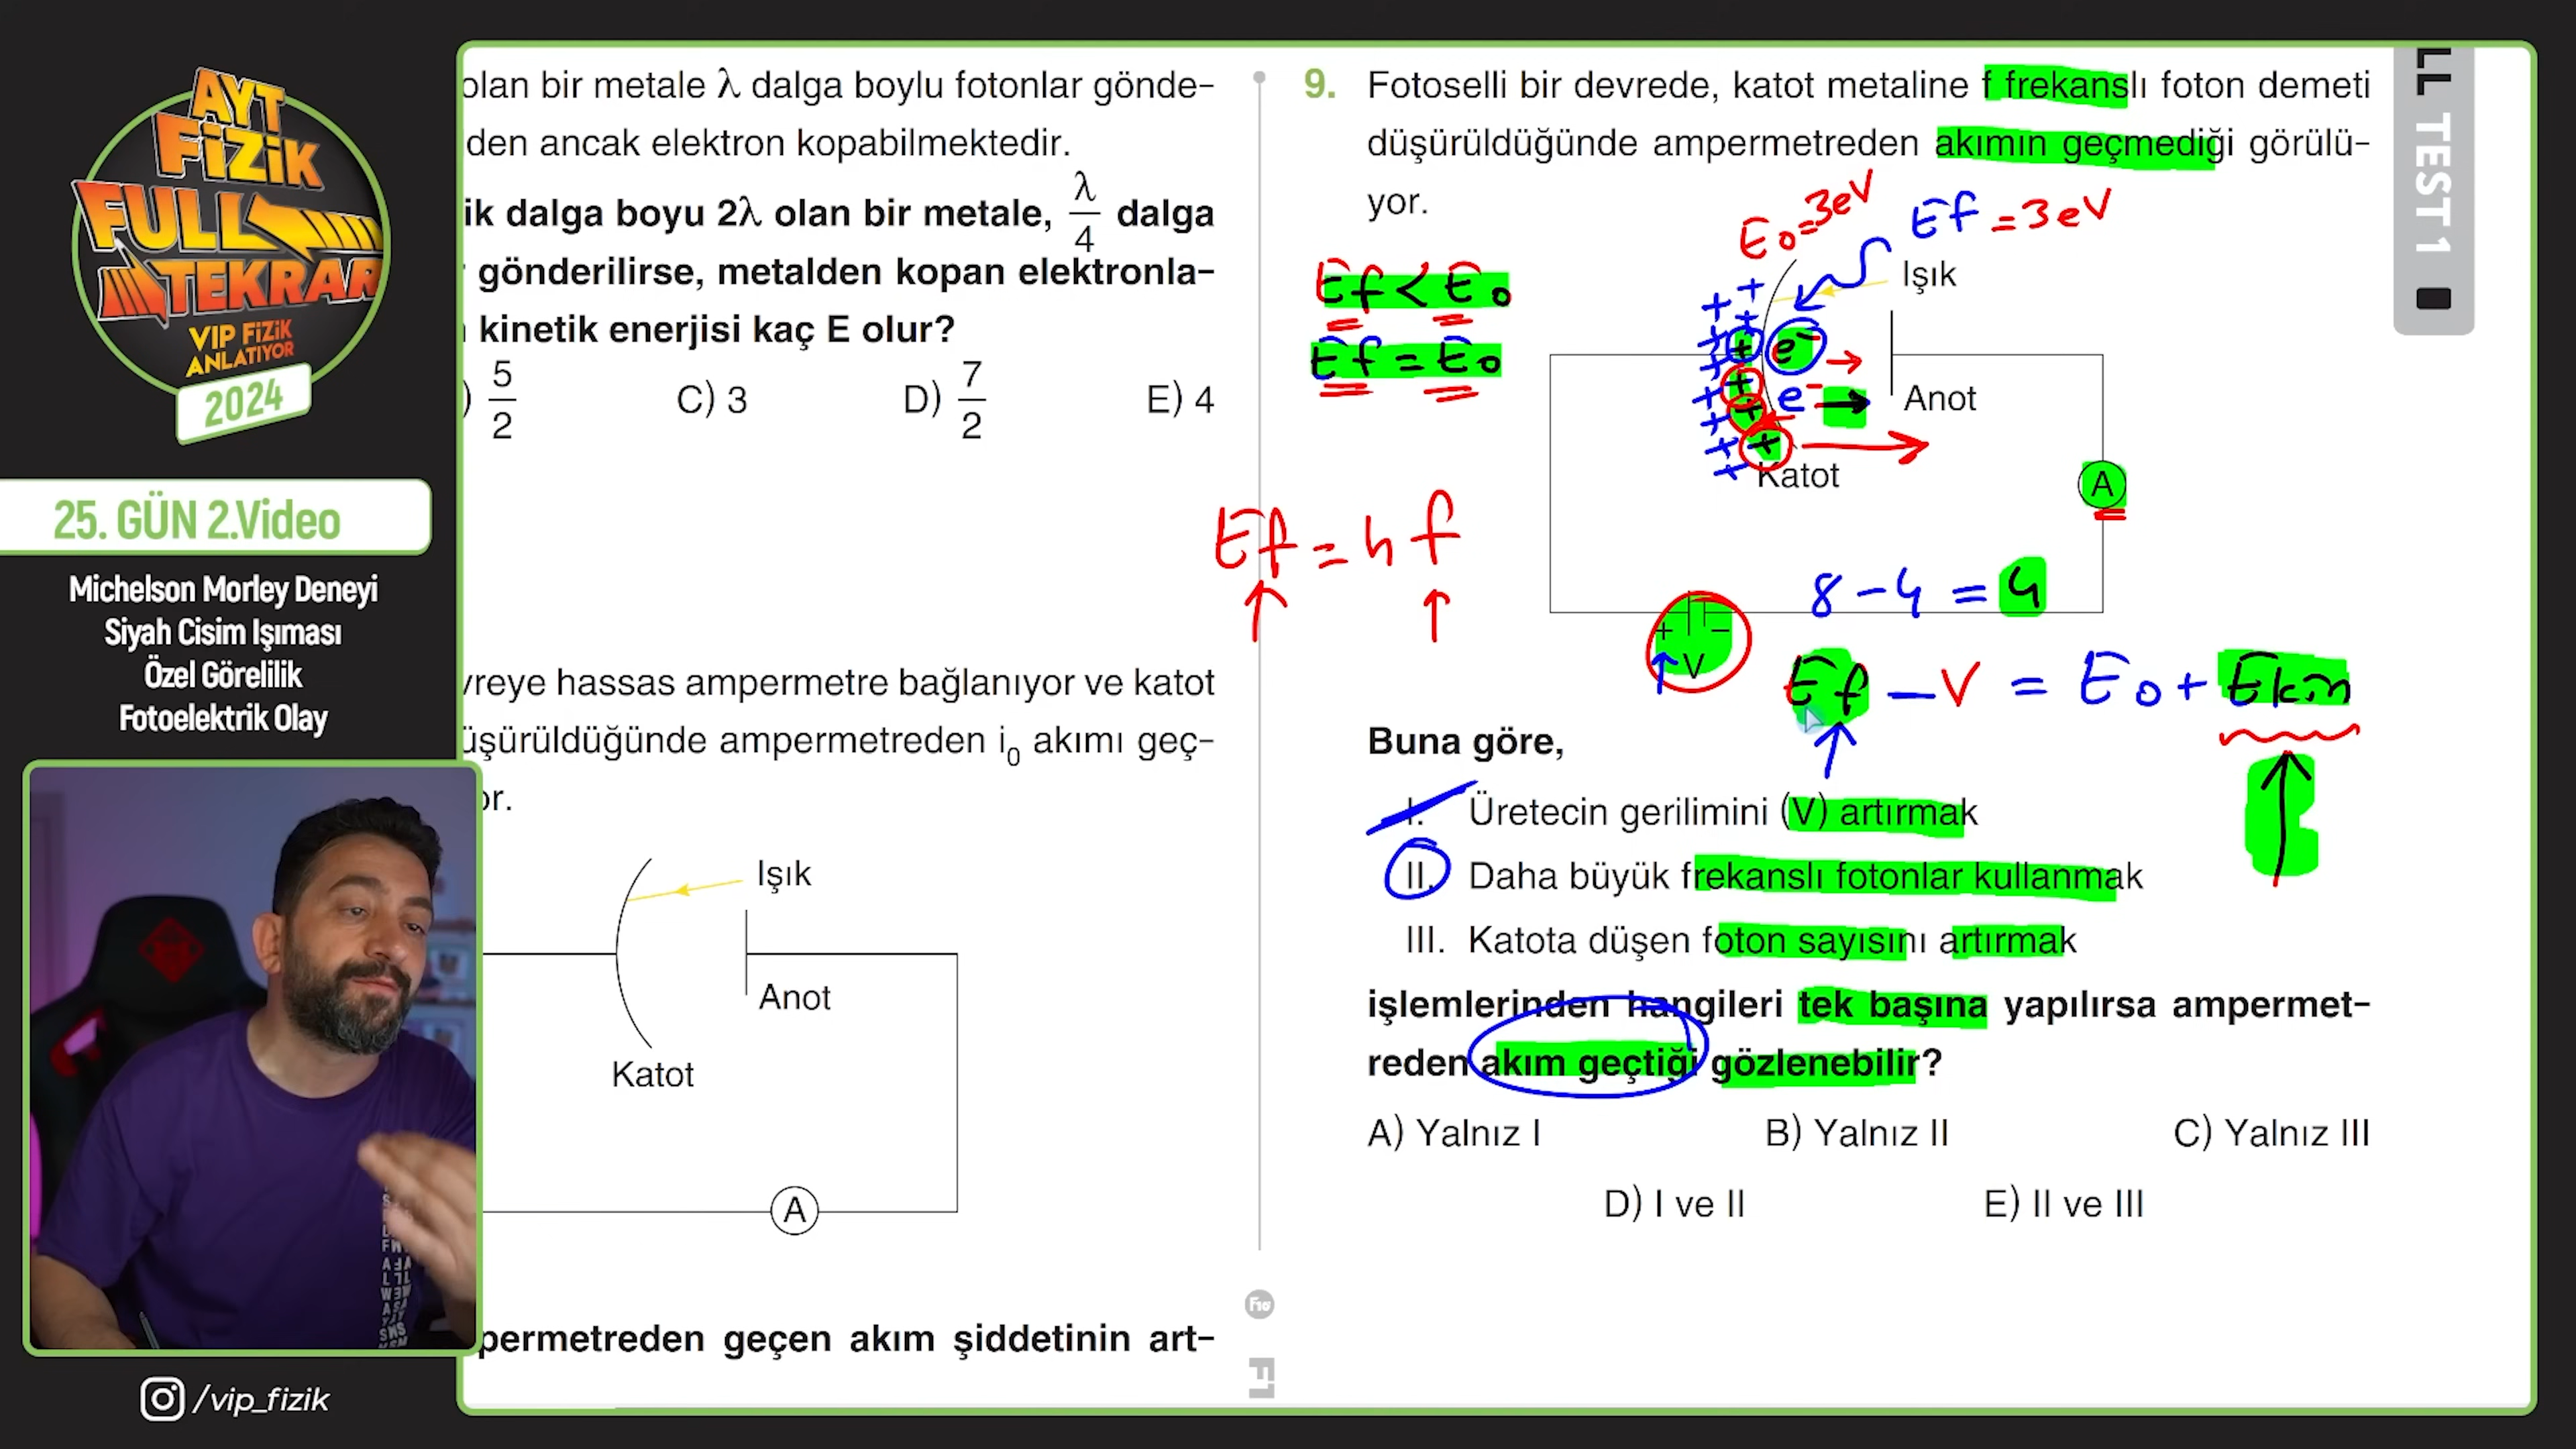 AYT
FİZİK
FULL
TEKRAR
VIP FİZİK
ANLATIYOR
2024
25. GÜN 2.Video
Michelson Morley Deneyi
Siyah Cisim Işıması
Özel Görelilik
Fotoelektrik Olay
/vip_fizik
olan bir metale λ dalga boylu fotonlar gönde-
den ancak elektron kopabilmektedir.
ik dalga boyu 2λ olan bir metale, λ/4 dalga
gönderilirse, metalden kopan elektronla-
kinetik enerjisi kaç E olur?
) 5/2 C) 3 D) 7/2 E) 4
vreye hassas ampermetre bağlanıyor ve katot
üşürüldüğünde ampermetreden i₀ akımı geç-
or.
Işık
Anot
Katot
A
permetreden geçen akım şiddetinin art-
9. Fotoselli bir devrede, katot metaline f frekanslı foton demeti
düşürüldüğünde ampermetreden akımın geçmediği görülü-
yor.
E₀=3eV
Ef=3eV
Ef < E₀
Ef = E₀
Işık
e⁻
e⁻
Anot
Katot
A
Ef = h f
8-4 = 4
+ −
V
Ef − V = E₀ + Ekin
Buna göre,
I. Üretecin gerilimini (V) artırmak
II. Daha büyük frekanslı fotonlar kullanmak
III. Katota düşen foton sayısını artırmak
işlemlerinden hangileri tek başına yapılırsa ampermet-
reden akım geçtiği gözlenebilir?
A) Yalnız I B) Yalnız II C) Yalnız III
D) I ve II E) II ve III
LL TEST 1